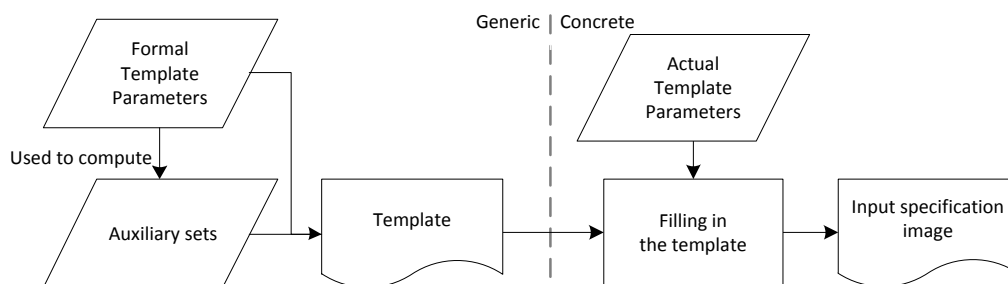 Generic
Concrete
Formal
Template
Parameters
Actual
Template
Parameters
Used to compute
Auxiliary sets
Template
Filling in
the template
Input specification
image